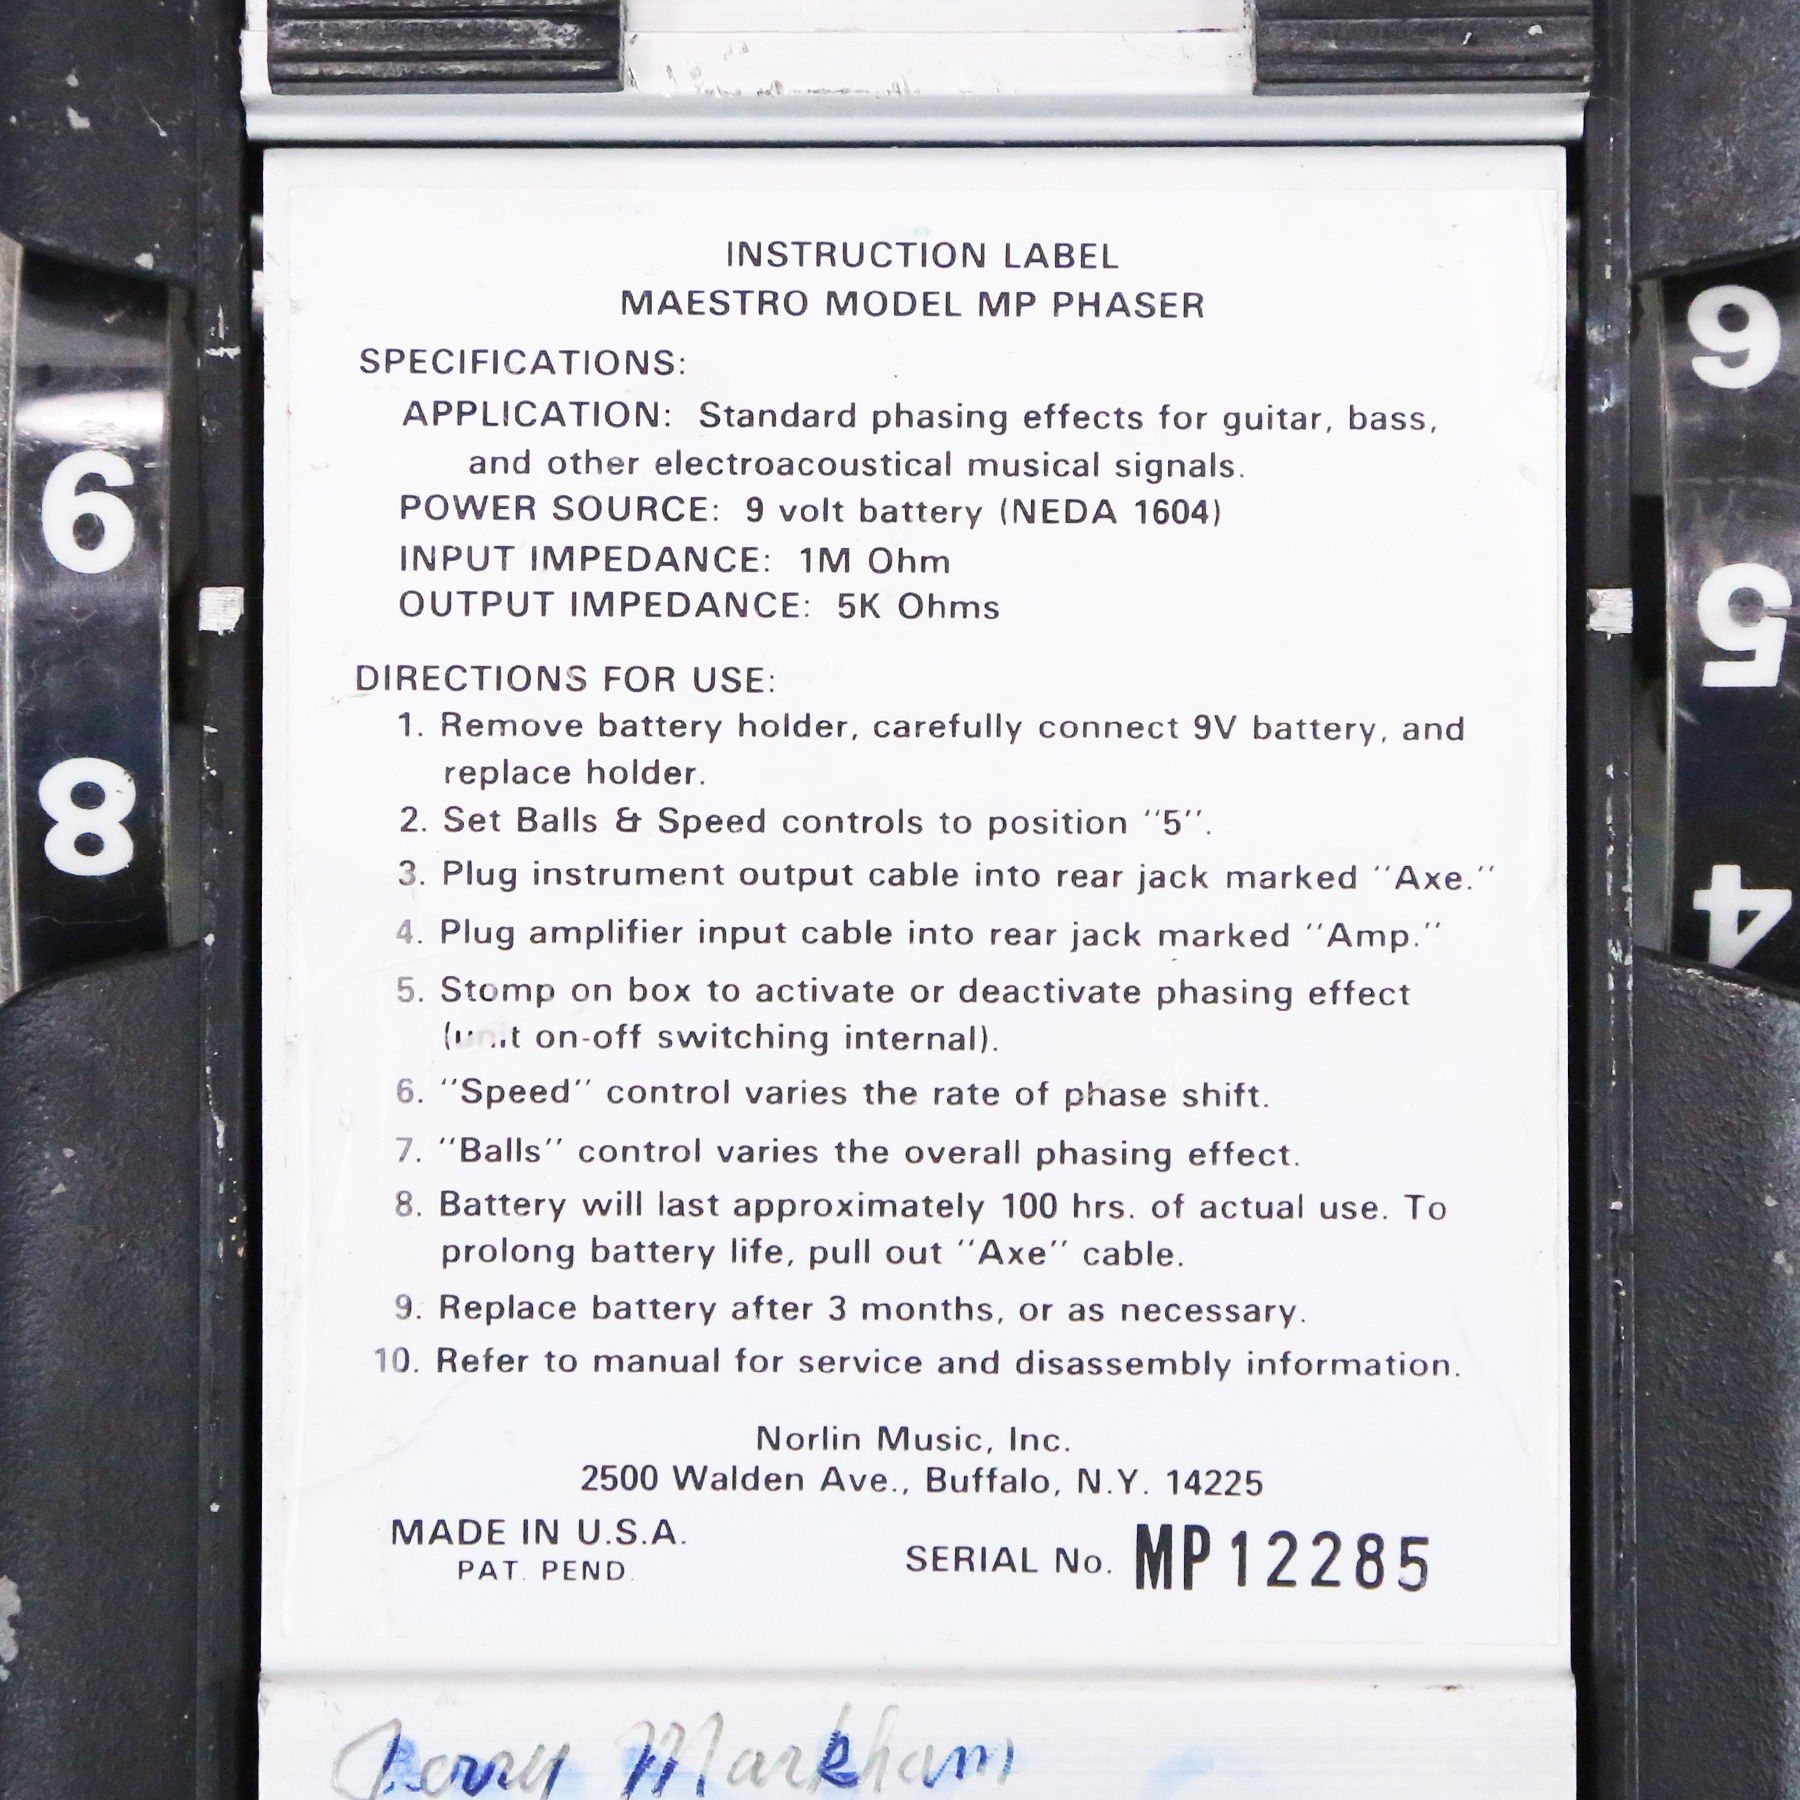 INSTRUCTION LABEL
MAESTRO MODEL MP PHASER
SPECIFICATIONS:
APPLICATION: Standard phasing effects for guitar, bass,
and other electroacoustical musical signals.
POWER SOURCE: 9 volt battery (NEDA 1604)
INPUT IMPEDANCE: 1M Ohm
OUTPUT IMPEDANCE: 5K Ohms
DIRECTIONS FOR USE:
1. Remove battery holder, carefully connect 9V battery, and
replace holder.
2. Set Balls & Speed controls to position "5".
3. Plug instrument output cable into rear jack marked "Axe."
4. Plug amplifier input cable into rear jack marked "Amp."
5. Stomp on box to activate or deactivate phasing effect
(unit on-off switching internal).
6. "Speed" control varies the rate of phase shift.
7. "Balls" control varies the overall phasing effect.
8. Battery will last approximately 100 hrs. of actual use. To
prolong battery life, pull out "Axe" cable.
9. Replace battery after 3 months, or as necessary.
10. Refer to manual for service and disassembly information.
Norlin Music, Inc.
2500 Walden Ave., Buffalo, N.Y. 14225
MADE IN U.S.A.
PAT. PEND.
SERIAL No. MP12285
Jerry Markham
9
8
6
5
4